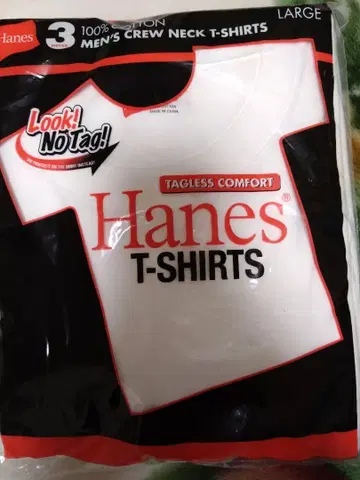 Hanes
3
100% COTTON
MEN'S CREW NECK T-SHIRTS
LARGE
Look!
No Tag!
TAGLESS COMFORT
Hanes®
T-SHIRTS